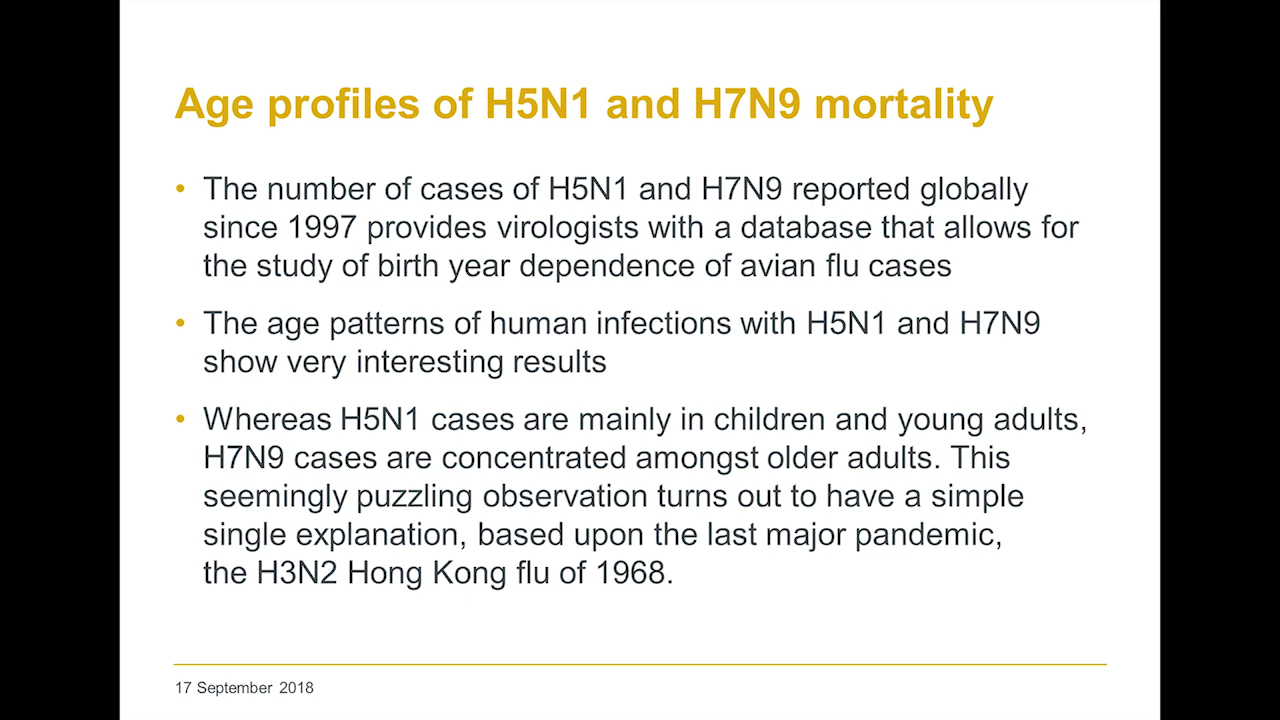 Age profiles of H5N1 and H7N9 mortality
• The number of cases of H5N1 and H7N9 reported globally
since 1997 provides virologists with a database that allows for
the study of birth year dependence of avian flu cases
• The age patterns of human infections with H5N1 and H7N9
show very interesting results
• Whereas H5N1 cases are mainly in children and young adults,
H7N9 cases are concentrated amongst older adults. This
seemingly puzzling observation turns out to have a simple
single explanation, based upon the last major pandemic,
the H3N2 Hong Kong flu of 1968.
17 September 2018